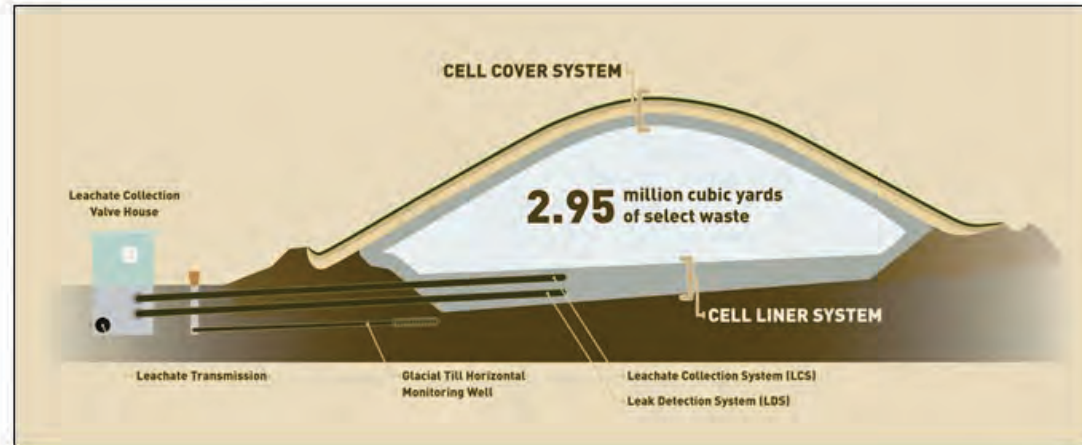 CELL COVER SYSTEM
Leachate Collection
Valve House
2.95 million cubic yards
of select waste
CELL LINER SYSTEM
Leachate Transmission
Glacial Till Horizontal
Monitoring Well
Leachate Collection System (LCS)
Leak Detection System (LDS)